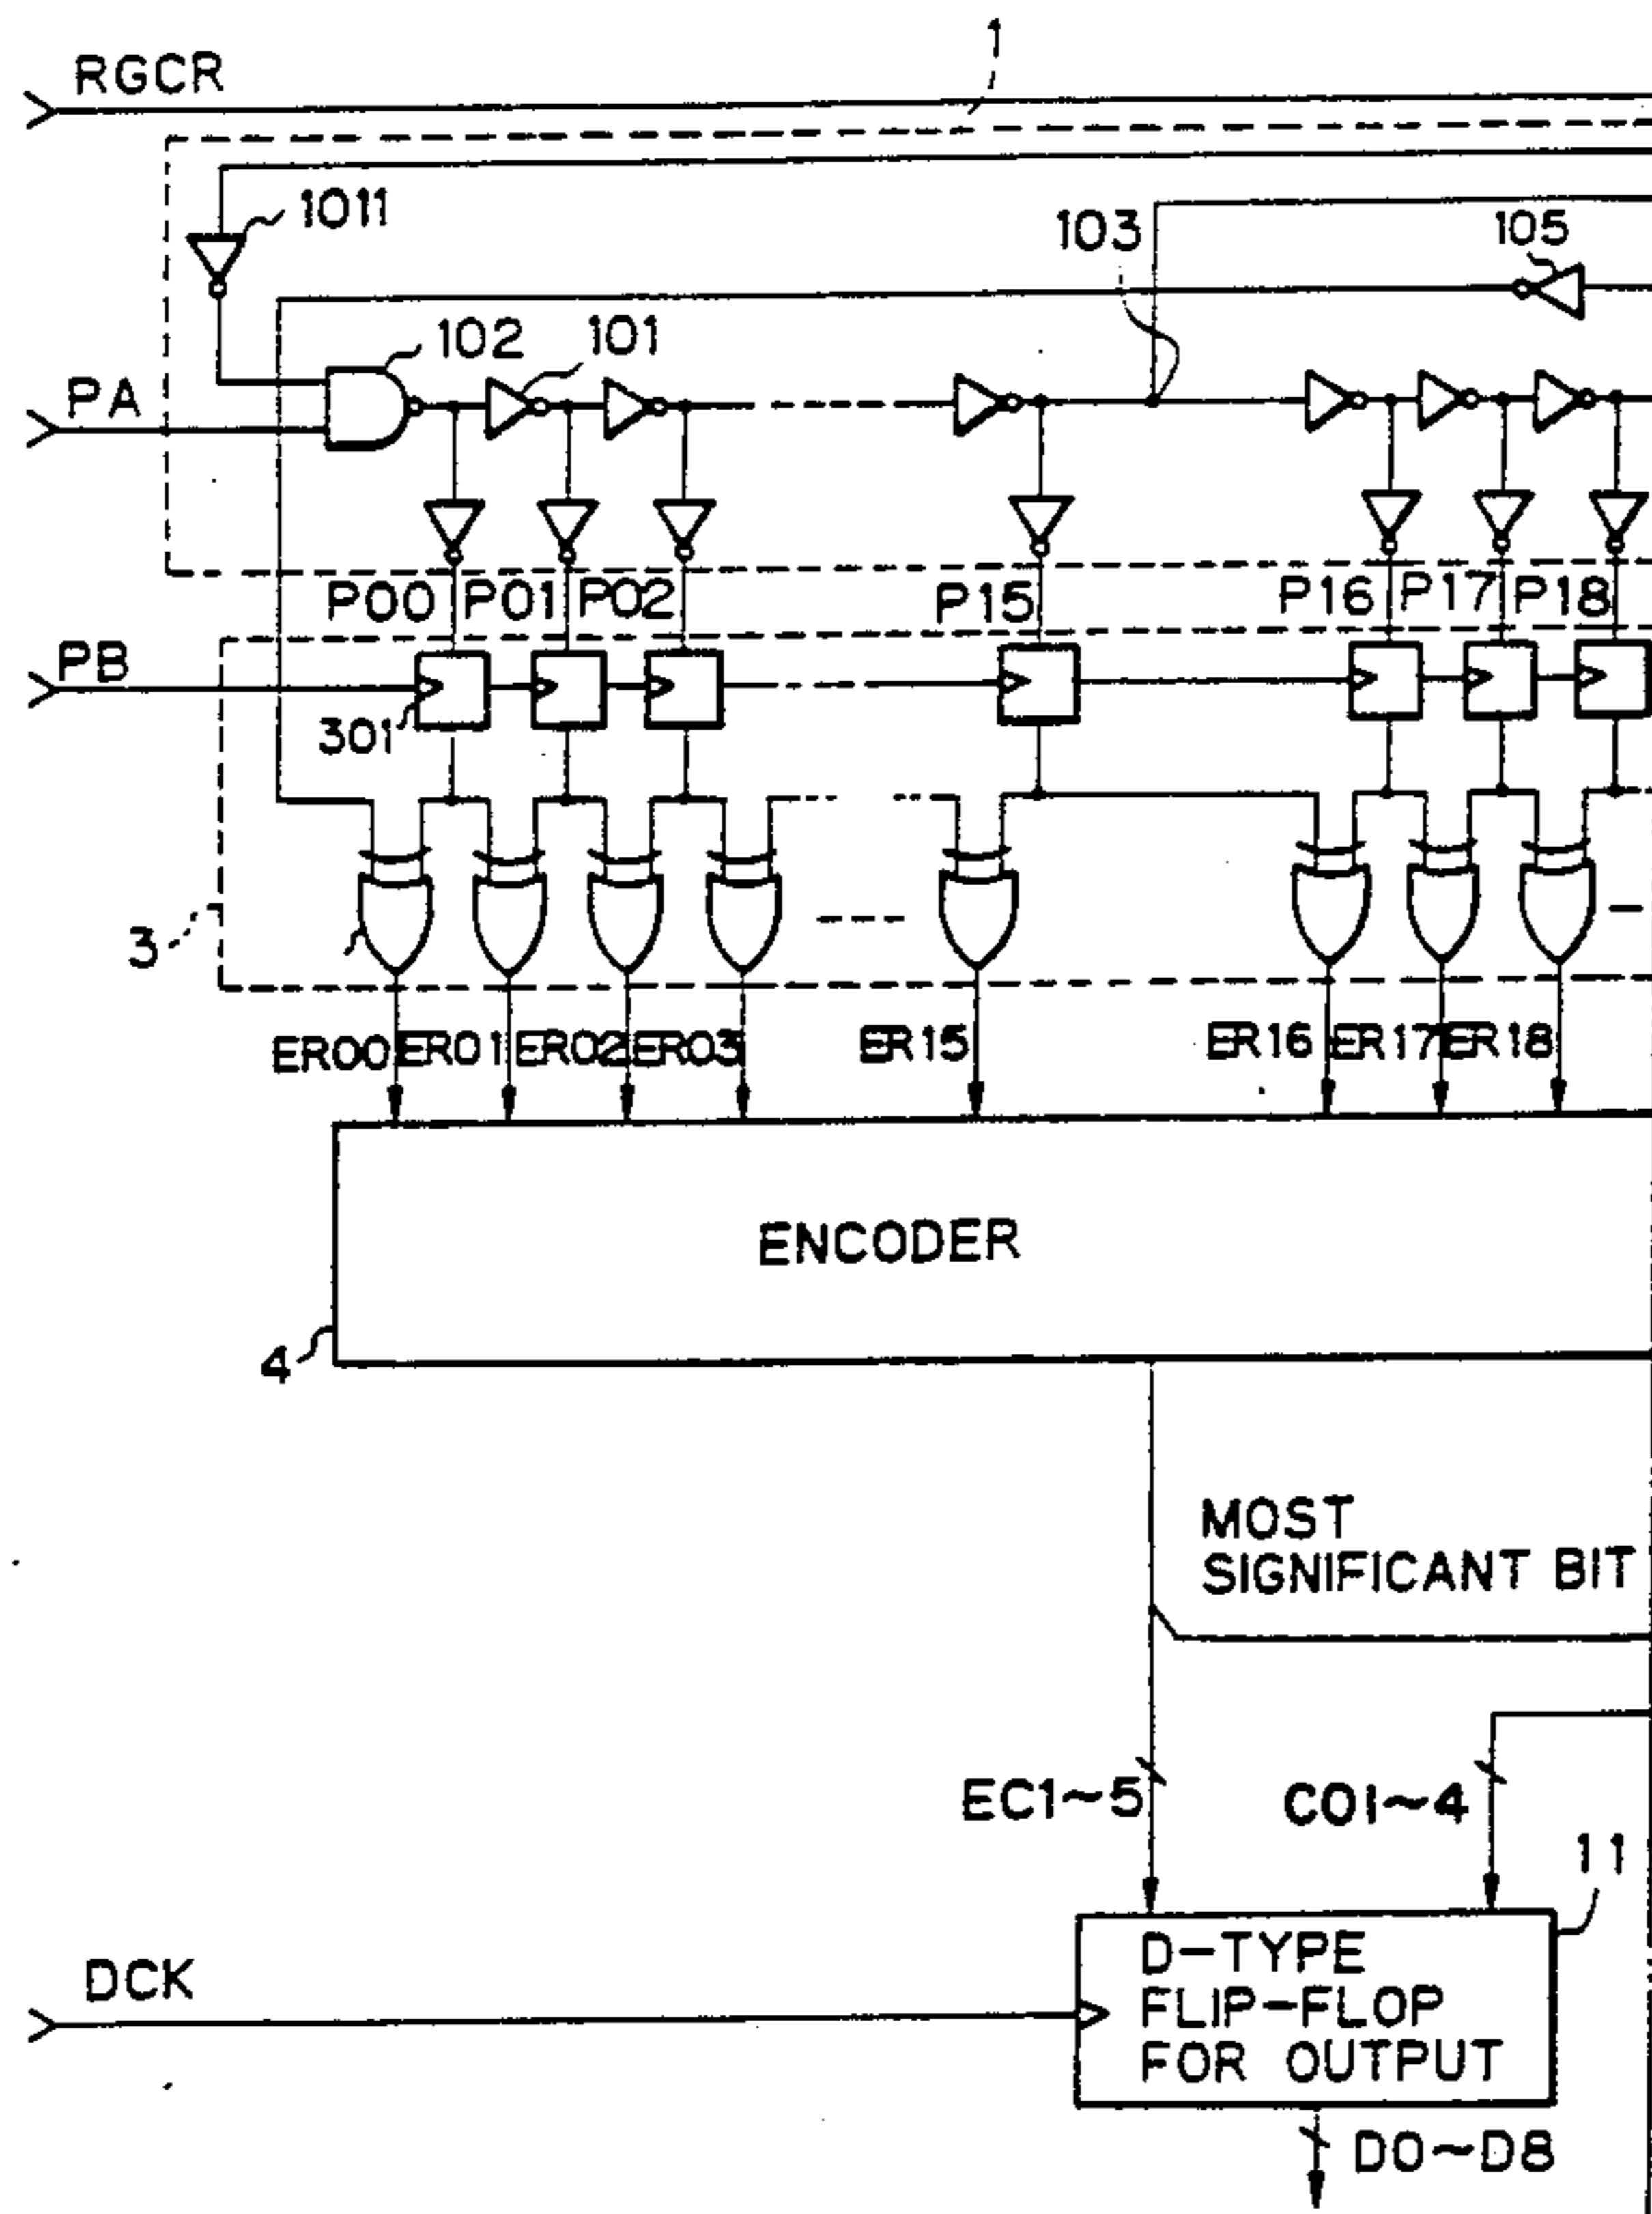 1
RGCR
1011
103
105
102
101
PA
P00
P01
P02
P15
P16
P17
P18
PB
301
3
ER00
ER01
ER02
ER03
ER15
ER16
ER17
ER18
ENCODER
4
MOST
SIGNIFICANT BIT
EC1~5
CO1~4
11
DCK
D-TYPE
FLIP-FLOP
FOR OUTPUT
D0~D8